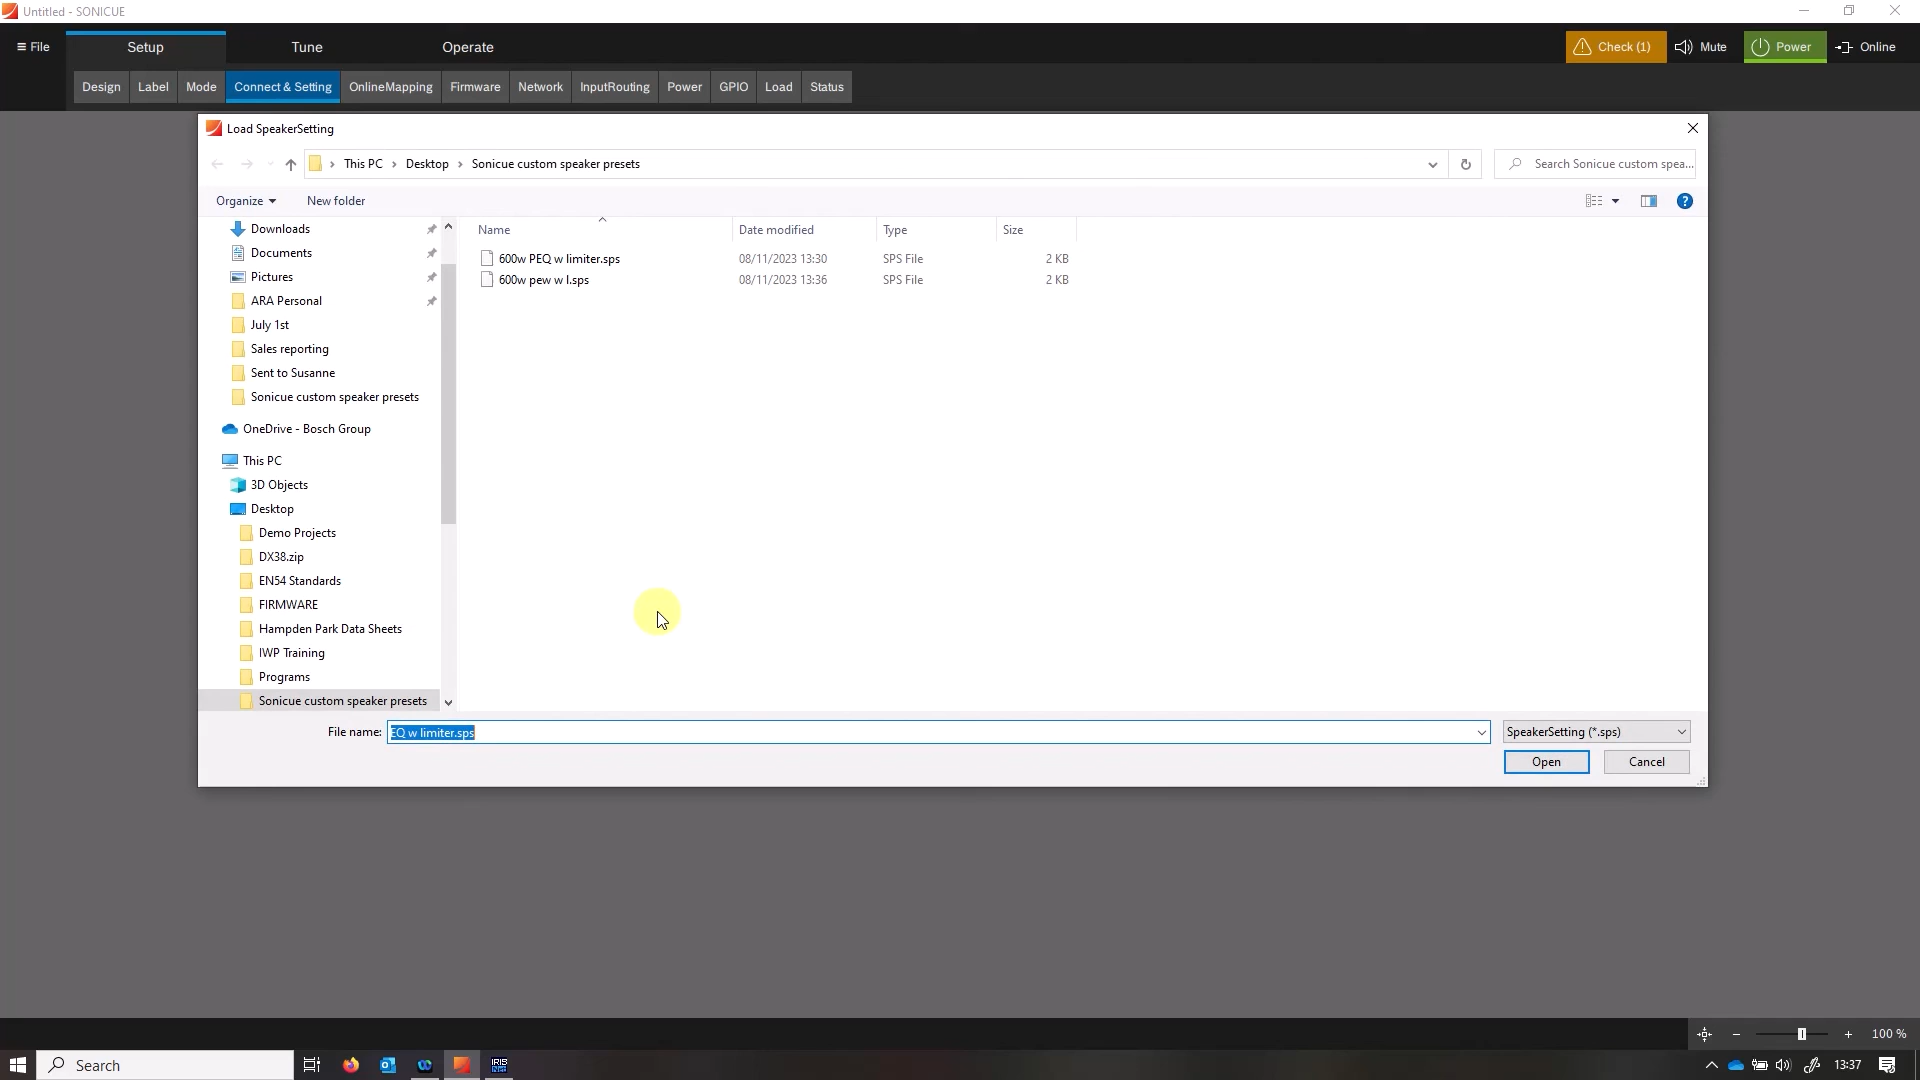 Untitled - SONICUE
≡ File
Setup
Tune
Operate
Check (1)
Mute
Power
Online
Design
Label
Mode
Connect & Setting
OnlineMapping
Firmware
Network
InputRouting
Power
GPIO
Load
Status
Load SpeakerSetting
This PC > Desktop > Sonicue custom speaker presets
Search Sonicue custom spea...
Organize
New folder
?
Name
Date modified
Type
Size
600w PEQ w limiter.sps 08/11/2023 13:30 SPS File 2 KB
600w pew w l.sps 08/11/2023 13:36 SPS File 2 KB
Downloads
Documents
Pictures
ARA Personal
July 1st
Sales reporting
Sent to Susanne
Sonicue custom speaker presets
OneDrive - Bosch Group
This PC
3D Objects
Desktop
Demo Projects
DX38.zip
EN54 Standards
FIRMWARE
Hampden Park Data Sheets
IWP Training
Programs
Sonicue custom speaker presets
File name: EQ w limiter.sps
SpeakerSetting (*.sps)
Open
Cancel
100 %
Search
IRIS
13:37